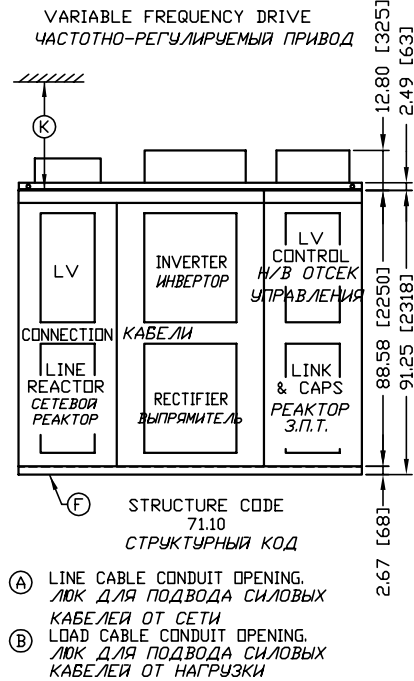 VARIABLE FREQUENCY DRIVE
ЧАСТОТНО-РЕГУЛИРУЕМЫЙ ПРИВОД
12.80 [325]
2.49 [63]
K
LV
INVERTER
ИНВЕРТОР
LV
CONTROL
Н/В ОТСЕК
УПРАВЛЕНИЯ
CONNECTION КАБЕЛИ
LINE
REACTOR
СЕТЕВОЙ
РЕАКТОР
RECTIFIER
ВЫПРЯМИТЕЛЬ
LINK
& CAPS
РЕАКТОР
З.П.Т.
88.58 [2250]
91.25 [2318]
2.67 [68]
F
STRUCTURE CODE
71.10
СТРУКТУРНЫЙ КОД
A LINE CABLE CONDUIT OPENING.
ЛЮК ДЛЯ ПОДВОДА СИЛОВЫХ
КАБЕЛЕЙ ОТ СЕТИ
B LOAD CABLE CONDUIT OPENING.
ЛЮК ДЛЯ ПОДВОДА СИЛОВЫХ
КАБЕЛЕЙ ОТ НАГРУЗКИ